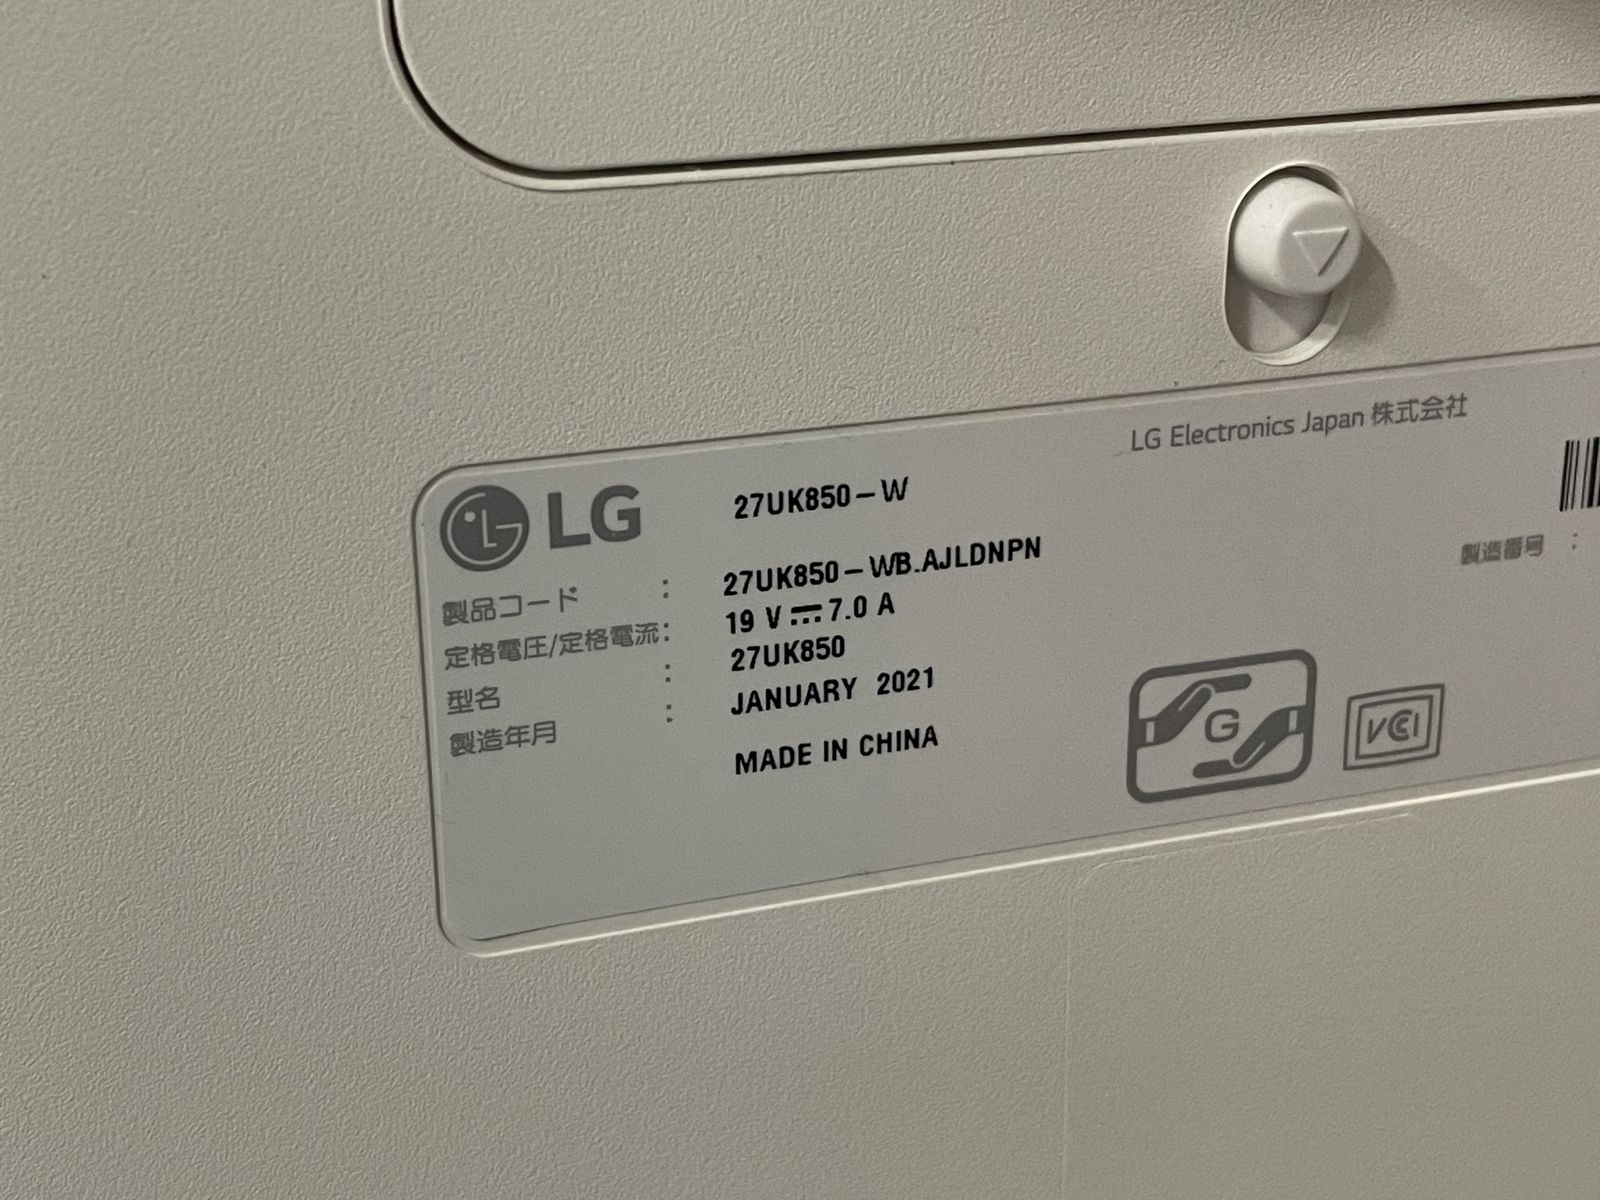 LG Electronics Japan 株式会社
LG
27UK850-W
製品コード : 27UK850-WB.AJLDNPN
定格電圧/定格電流: 19 V ⎓ 7.0 A
型名 : 27UK850
製造年月 : JANUARY 2021
MADE IN CHINA
製造番号 :
G
VCCI